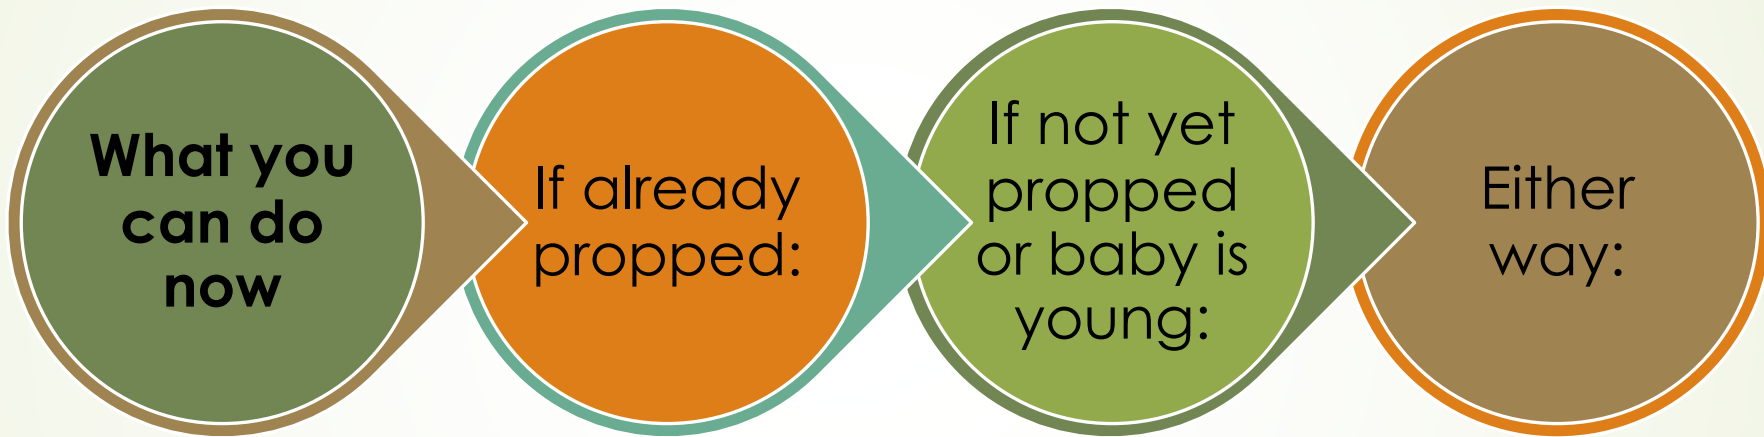 What you
can do
now
If already
propped:
If not yet
propped
or baby is
young:
Either
way: